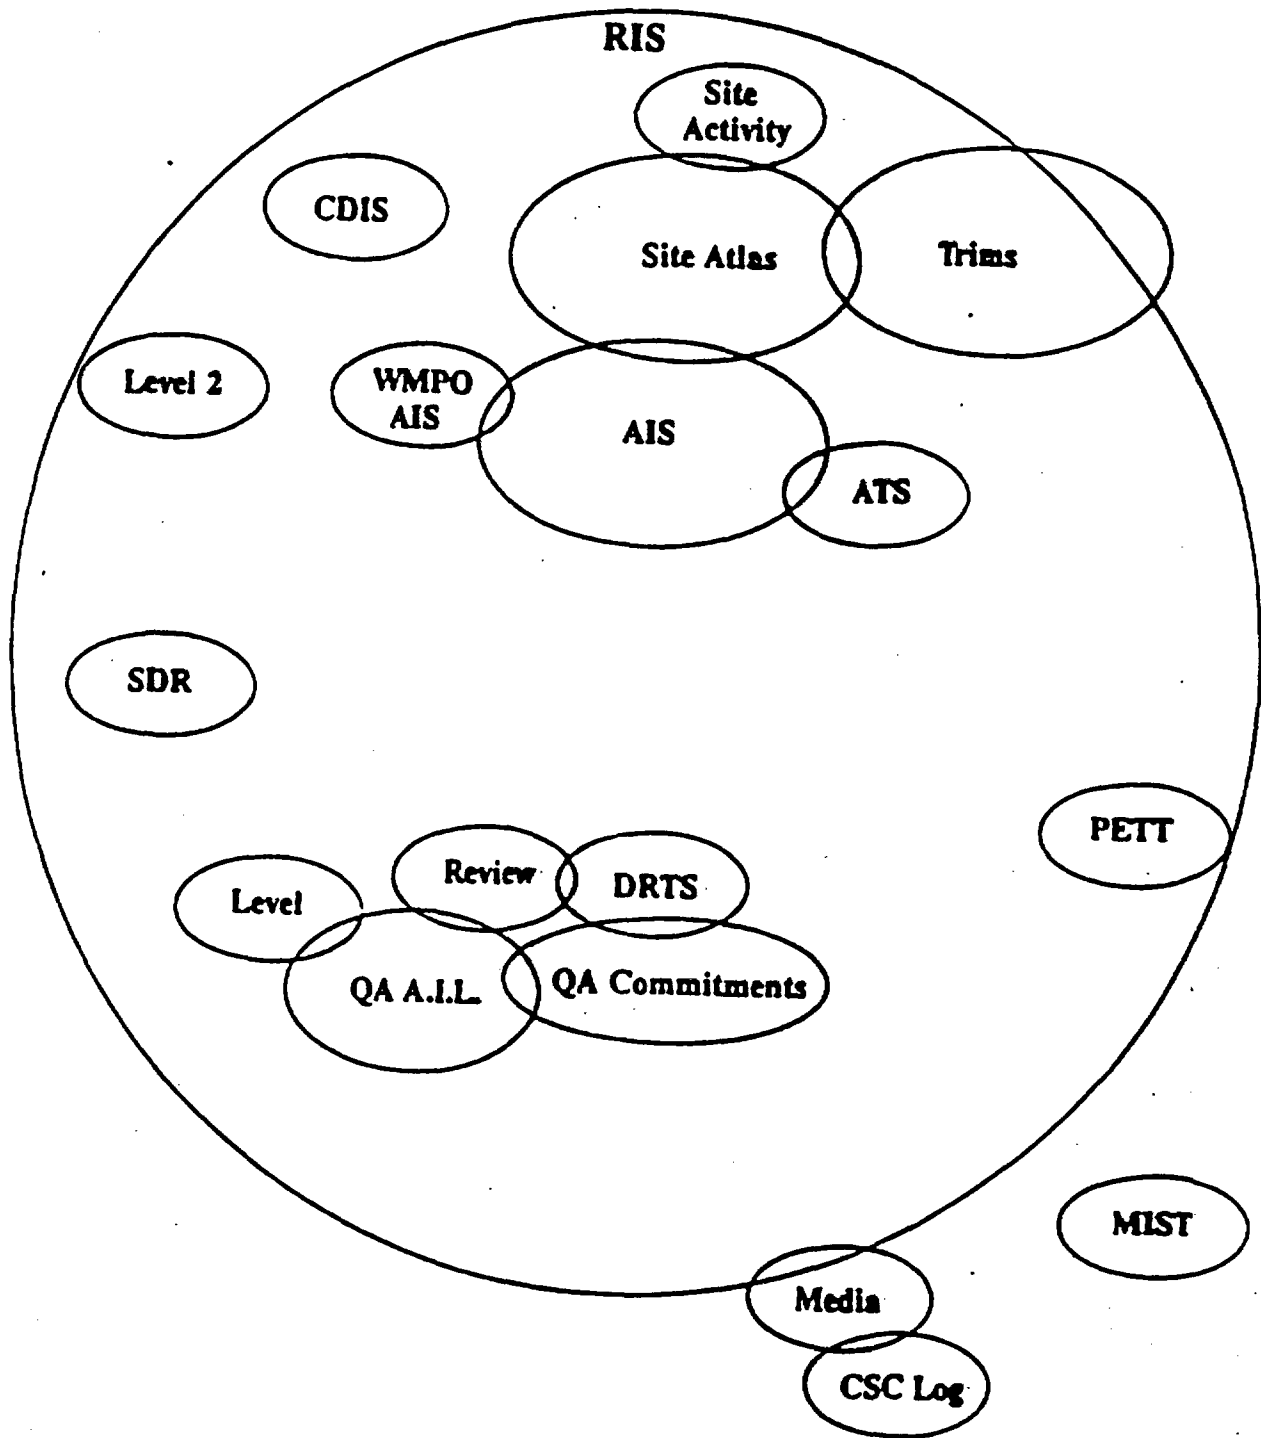 RIS
Site
Activity
CDIS
Site Atlas
Trims
Level 2
WMPO
AIS
AIS
ATS
SDR
PETT
Review
DRTS
Level
QA A.I.L.
QA Commitments
MIST
Media
CSC Log